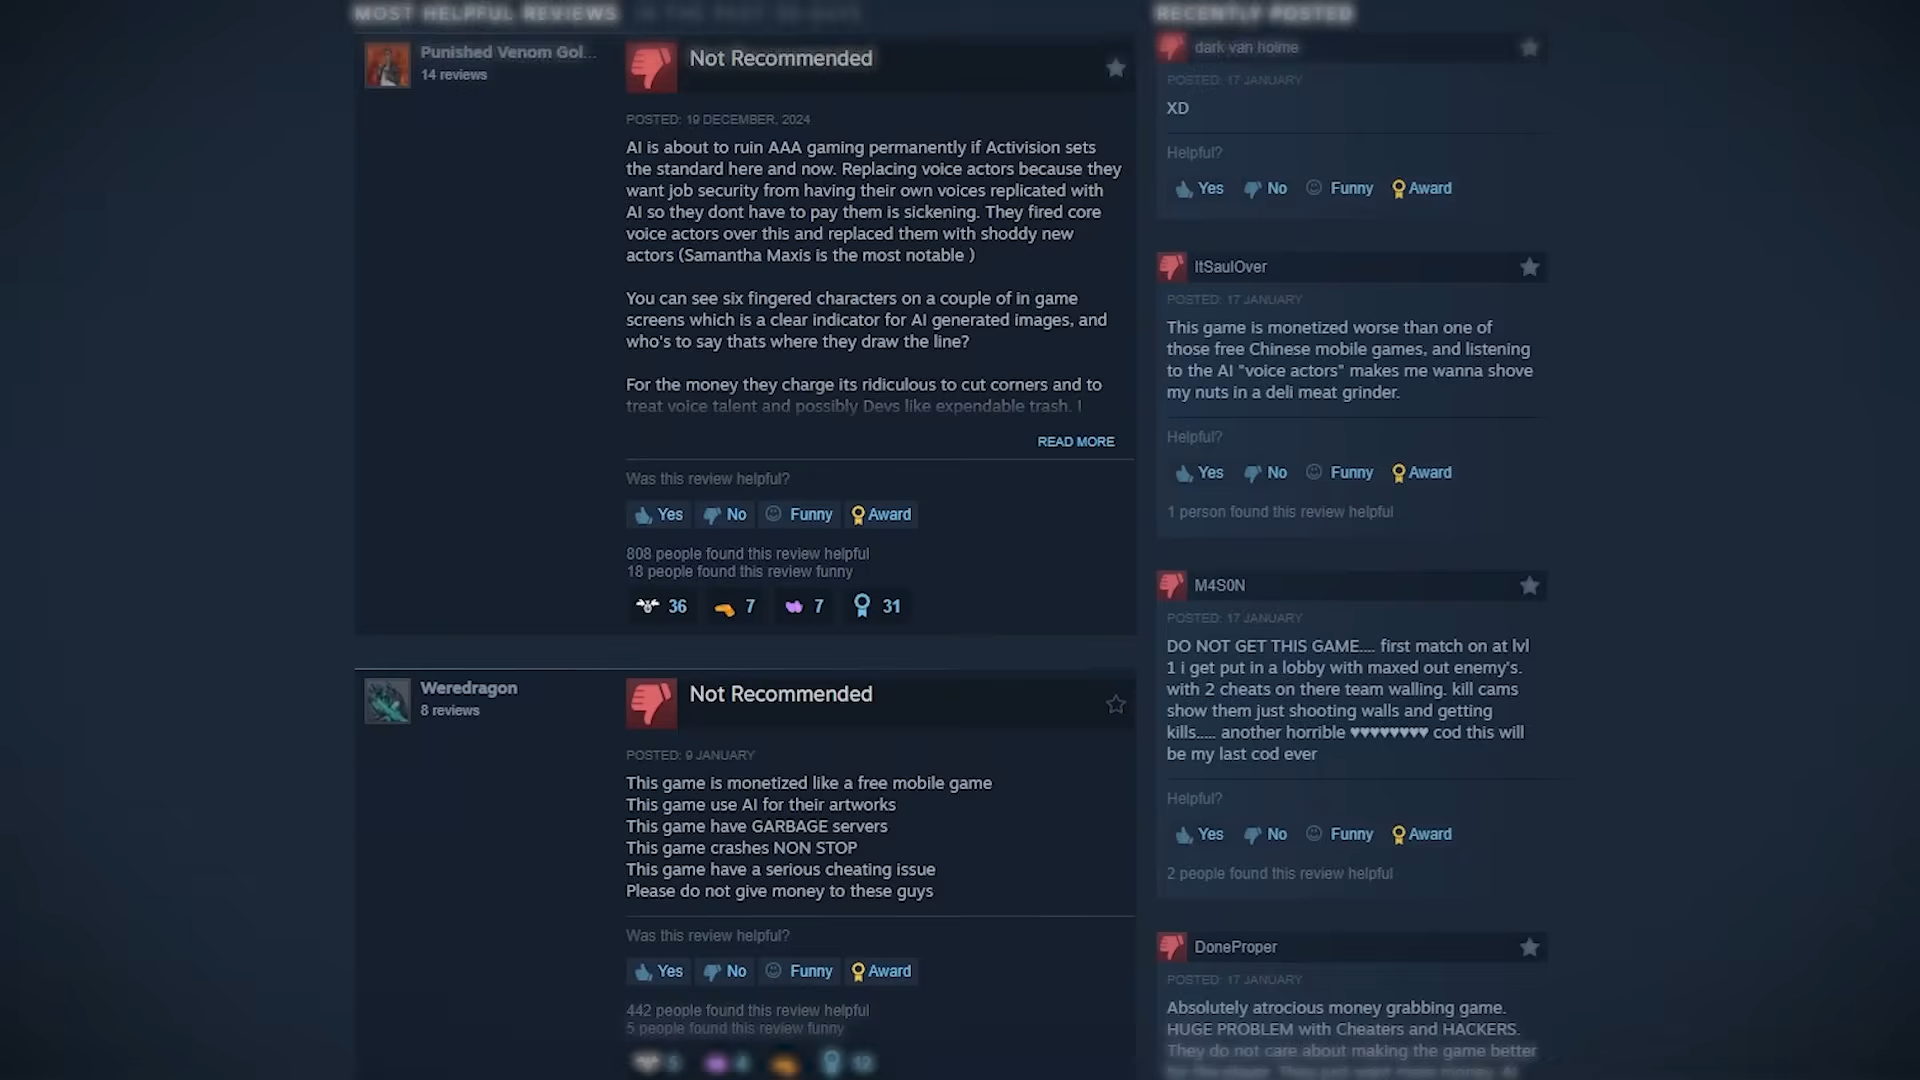 MOST HELPFUL REVIEWS IN THE PAST 30 DAYS
Punished Venom Gol...
14 reviews
Not Recommended
POSTED: 19 DECEMBER, 2024
AI is about to ruin AAA gaming permanently if Activision sets
the standard here and now. Replacing voice actors because they
want job security from having their own voices replicated with
AI so they dont have to pay them is sickening. They fired core
voice actors over this and replaced them with shoddy new
actors (Samantha Maxis is the most notable )
You can see six fingered characters on a couple of in game
screens which is a clear indicator for AI generated images, and
who's to say thats where they draw the line?
For the money they charge its ridiculous to cut corners and to
treat voice talent and possibly Devs like expendable trash. I
READ MORE
Was this review helpful?
Yes No Funny Award
808 people found this review helpful
18 people found this review funny
36 7 7 31
Weredragon
8 reviews
Not Recommended
POSTED: 9 JANUARY
This game is monetized like a free mobile game
This game use AI for their artworks
This game have GARBAGE servers
This game crashes NON STOP
This game have a serious cheating issue
Please do not give money to these guys
Was this review helpful?
Yes No Funny Award
442 people found this review helpful
5 people found this review funny
5 4 12
RECENTLY POSTED
dark van holme
POSTED: 17 JANUARY
XD
Helpful?
Yes No Funny Award
ItSaulOver
POSTED: 17 JANUARY
This game is monetized worse than one of
those free Chinese mobile games, and listening
to the AI "voice actors" makes me wanna shove
my nuts in a deli meat grinder.
Helpful?
Yes No Funny Award
1 person found this review helpful
M4S0N
POSTED: 17 JANUARY
DO NOT GET THIS GAME.... first match on at lvl
1 i get put in a lobby with maxed out enemy's.
with 2 cheats on there team walling. kill cams
show them just shooting walls and getting
kills..... another horrible ♥♥♥♥♥♥♥♥ cod this will
be my last cod ever
Helpful?
Yes No Funny Award
2 people found this review helpful
DoneProper
POSTED: 17 JANUARY
Absolutely atrocious money grabbing game.
HUGE PROBLEM with Cheaters and HACKERS.
They do not care about making the game better
for the player. They just want more money. AI